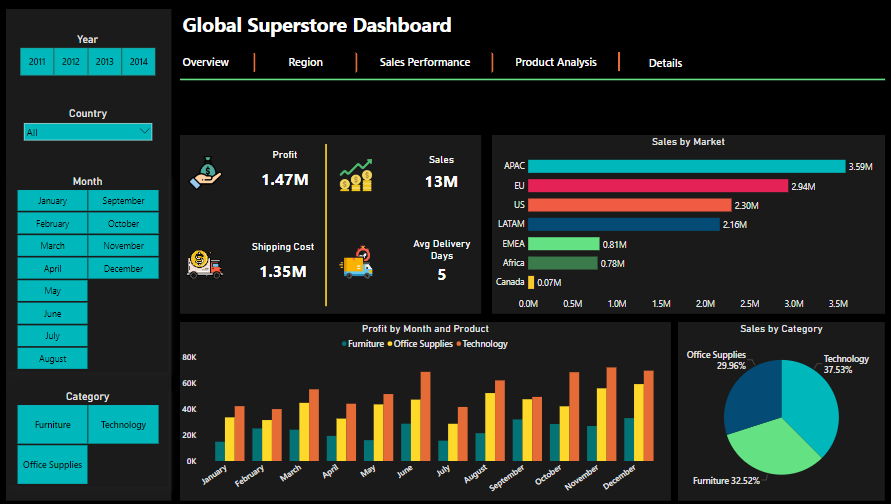 Global Superstore Dashboard
Overview Region Sales Performance Product Analysis Details
Year
2011 2012 2013 2014
Country
All
Month
January September
February October
March November
April December
May
June
July
August
Category
Furniture Technology
Office Supplies
Profit
1.47M
Sales
13M
Shipping Cost
1.35M
Avg Delivery
Days
5
Sales by Market
APAC 3.59M
EU 2.94M
US 2.30M
LATAM 2.16M
EMEA 0.81M
Africa 0.78M
Canada 0.07M
0.0M 0.5M 1.0M 1.5M 2.0M 2.5M 3.0M 3.5M
Profit by Month and Product
Furniture Office Supplies Technology
80K
60K
40K
20K
0K
January February March April May June July August September October November December
Sales by Category
Office Supplies
29.96%
Technology
37.53%
Furniture 32.52%